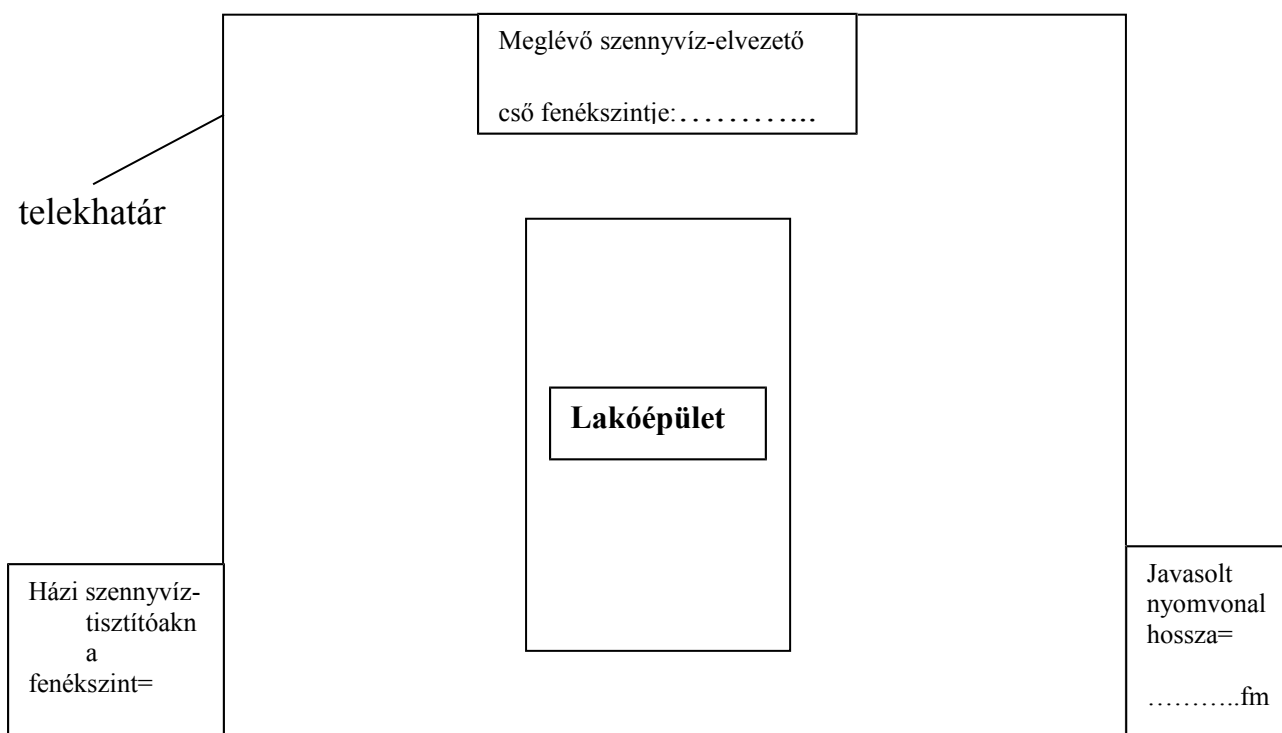 Meglévő szennyvíz-elvezető
cső fenékszintje:…………..
telekhatár
Lakóépület
Házi szennyvíz-
tisztítóakn
a
fenékszint=
Javasolt
nyomvonal
hossza=
………..fm